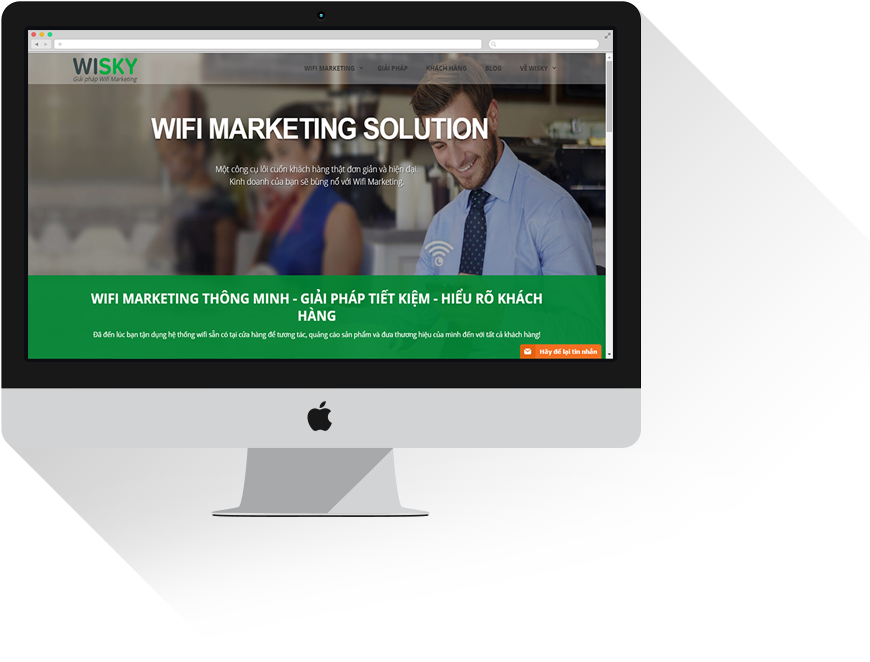 WISKY
Giải pháp Wifi Marketing
WIFI MARKETING GIẢI PHÁP KHÁCH HÀNG BLOG VỀ WISKY
WIFI MARKETING SOLUTION
Một công cụ lôi cuốn khách hàng thật đơn giản và hiện đại.
Kinh doanh của bạn sẽ bùng nổ với Wifi Marketing.
WIFI MARKETING THÔNG MINH - GIẢI PHÁP TIẾT KIỆM - HIỂU RÕ KHÁCH
HÀNG
Đã đến lúc bạn tận dụng hệ thống wifi sẵn có tại cửa hàng để tương tác, quảng cáo sản phẩm và đưa thương hiệu của mình đến với tất cả khách hàng!
Hãy để lại tin nhắn